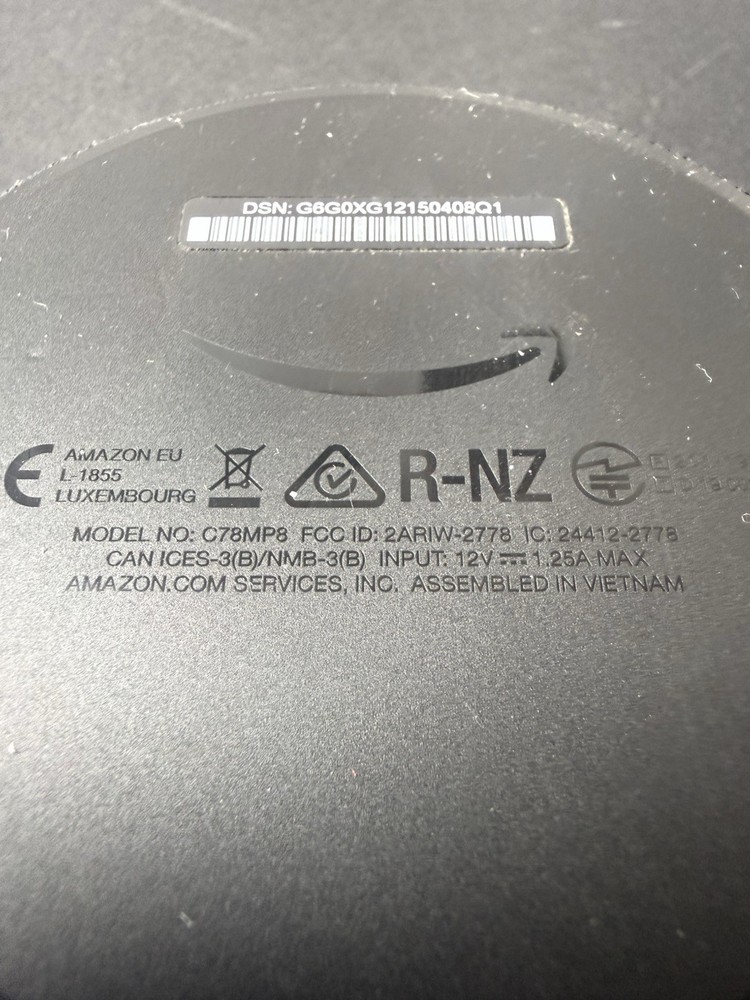 DSN: G6G0XG12150408Q1
AMAZON EU
L-1855
LUXEMBOURG
R-NZ
MODEL NO: C78MP8 FCC ID: 2ARIW-2778 IC: 24412-2778
CAN ICES-3(B)/NMB-3(B) INPUT: 12V ⎓ 1.25A MAX
AMAZON.COM SERVICES, INC. ASSEMBLED IN VIETNAM